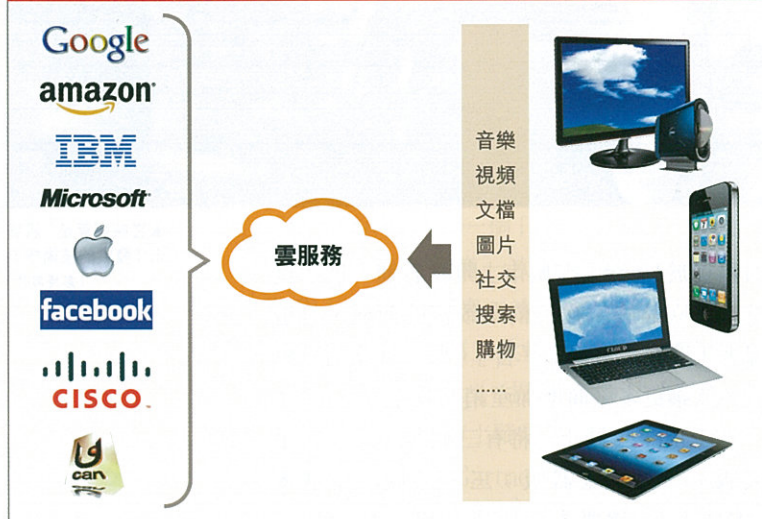 Google
amazon
IBM
Microsoft
facebook
CISCO
can
雲服務
音樂
視頻
文檔
圖片
社交
搜索
購物
......